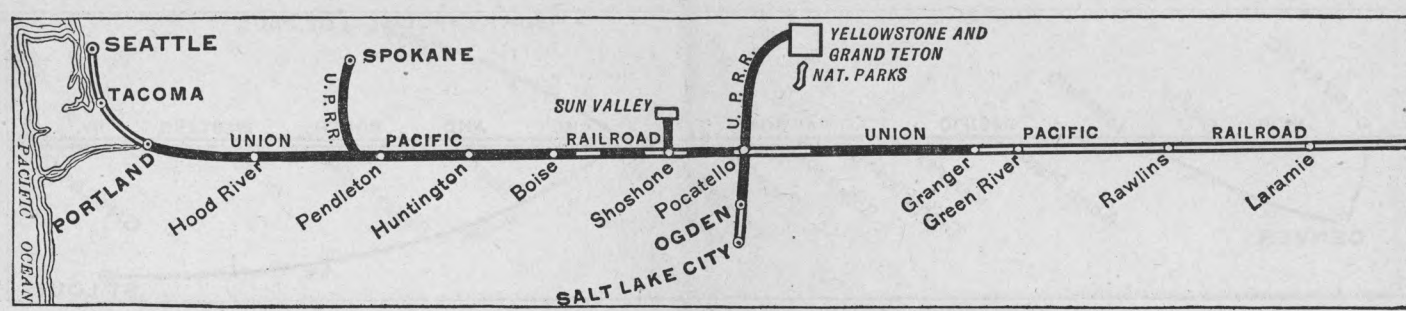 SEATTLE
TACOMA
SPOKANE
U.P.R.R.
SUN VALLEY
U.P.R.R.
YELLOWSTONE AND
GRAND TETON
NAT. PARKS
UNION PACIFIC RAILROAD UNION PACIFIC RAILROAD
PACIFIC OCEAN
PORTLAND
Hood River
Pendleton
Huntington
Boise
Shoshone
Pocatello
OGDEN
SALT LAKE CITY
Granger
Green River
Rawlins
Laramie